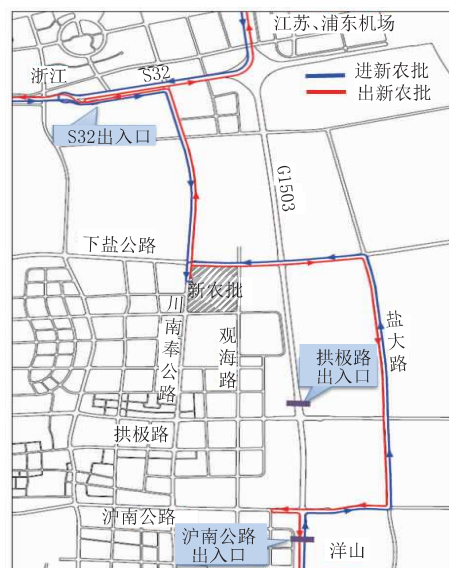 江苏、浦东机场
浙江
S32
进新农批
出新农批
S32出入口
G1503
下盐公路
新农批
川南奉公路
观海路
盐大路
拱极路
出入口
拱极路
沪南公路
沪南公路
出入口
洋山